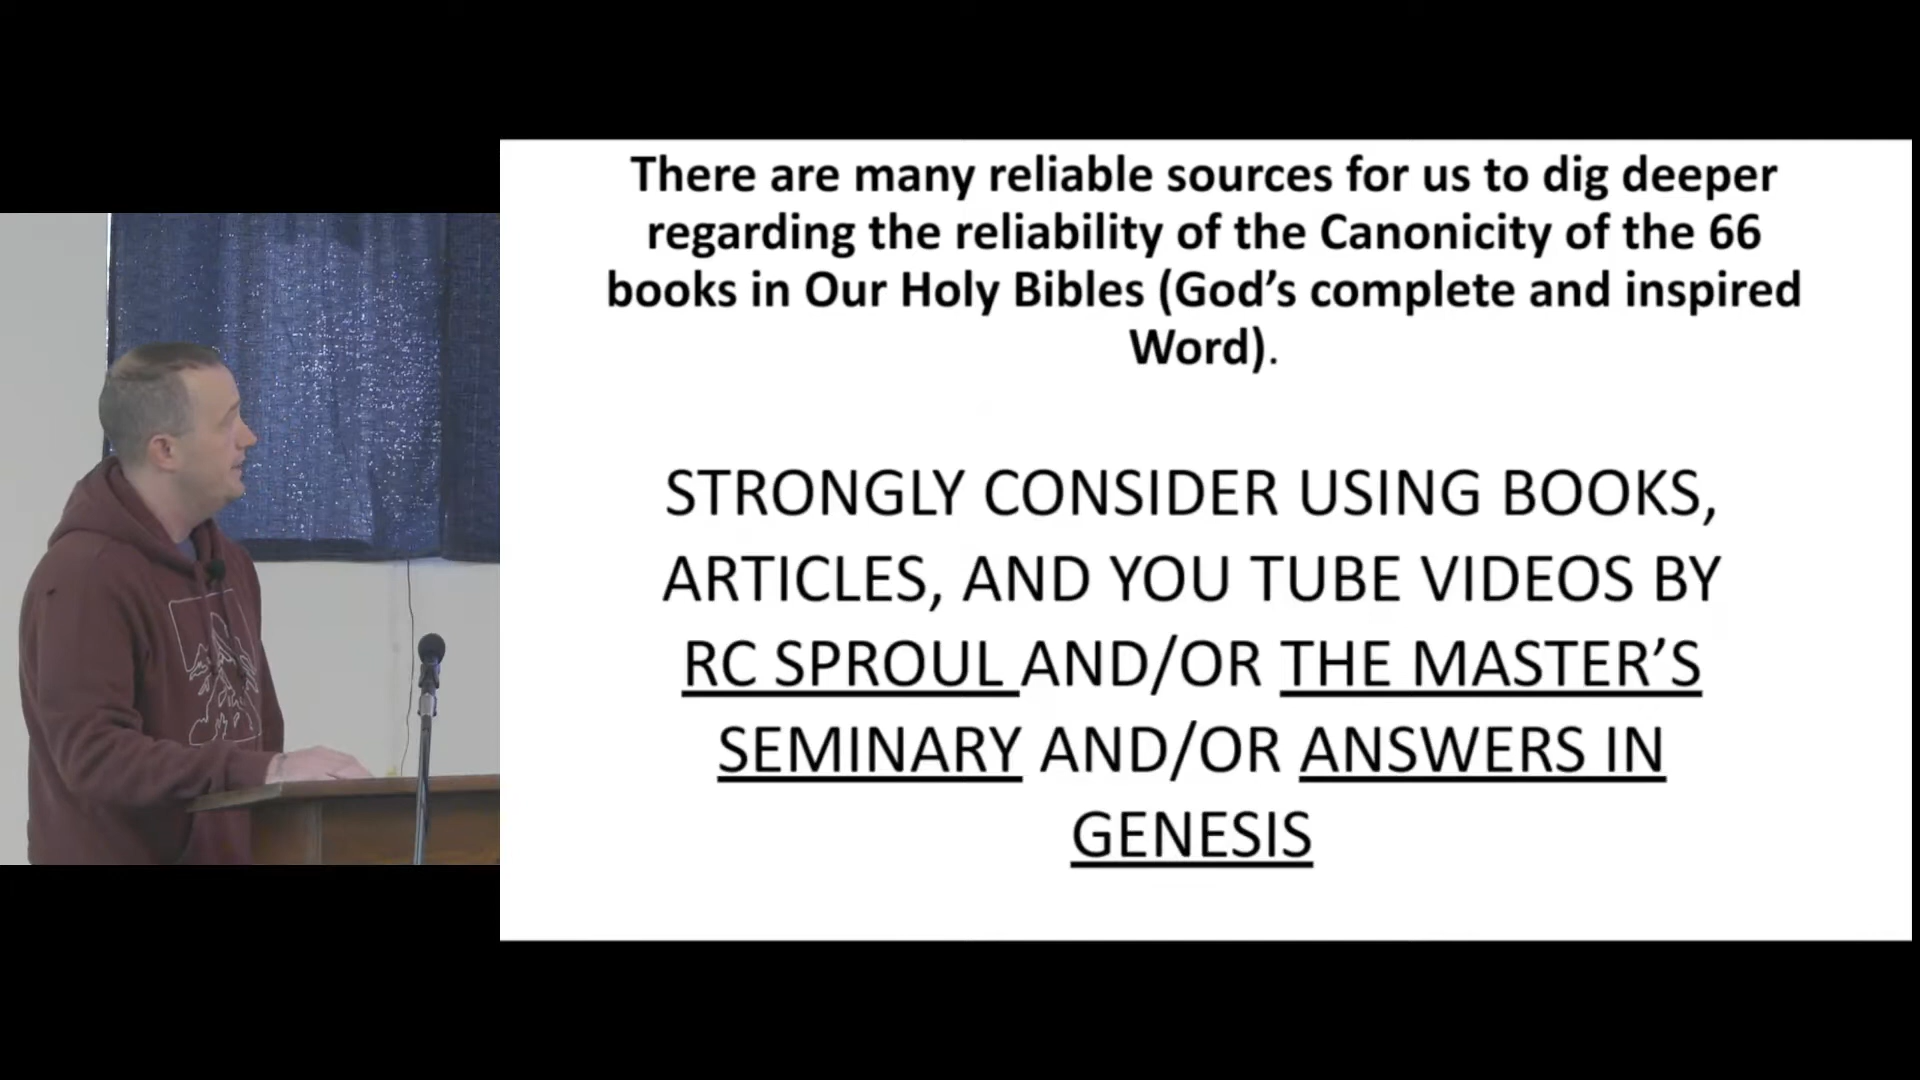 There are many reliable sources for us to dig deeper
regarding the reliability of the Canonicity of the 66
books in Our Holy Bibles (God’s complete and inspired
Word).
STRONGLY CONSIDER USING BOOKS,
ARTICLES, AND YOU TUBE VIDEOS BY
RC SPROUL AND/OR THE MASTER’S
SEMINARY AND/OR ANSWERS IN
GENESIS